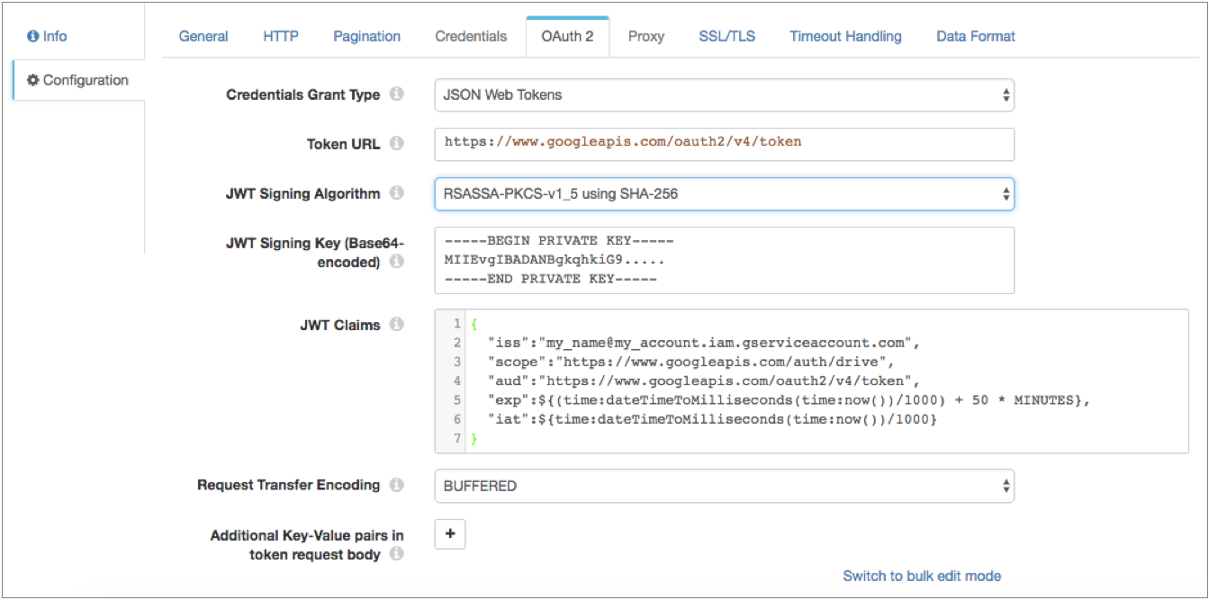 Info
Configuration
General HTTP Pagination Credentials OAuth 2 Proxy SSL/TLS Timeout Handling Data Format
Credentials Grant Type JSON Web Tokens
Token URL https://www.googleapis.com/oauth2/v4/token
JWT Signing Algorithm RSASSA-PKCS-v1_5 using SHA-256
JWT Signing Key (Base64-
encoded)
-----BEGIN PRIVATE KEY-----
MIIEvgIBADANBgkqhkiG9.....
-----END PRIVATE KEY-----
JWT Claims
1 {
2 "iss":"my_name@my_account.iam.gserviceaccount.com",
3 "scope":"https://www.googleapis.com/auth/drive",
4 "aud":"https://www.googleapis.com/oauth2/v4/token",
5 "exp":${(time:dateTimeToMilliseconds(time:now())/1000) + 50 * MINUTES},
6 "iat":${time:dateTimeToMilliseconds(time:now())/1000}
7 }
Request Transfer Encoding BUFFERED
Additional Key-Value pairs in
token request body
+
Switch to bulk edit mode